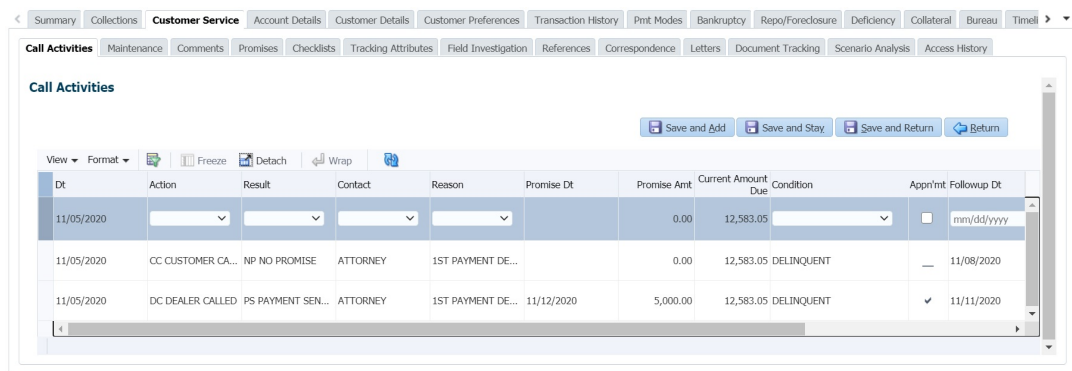 Summary Collections Customer Service Account Details Customer Details Customer Preferences Transaction History Pmt Modes Bankruptcy Repo/Foreclosure Deficiency Collateral Bureau Timeli
Call Activities Maintenance Comments Promises Checklists Tracking Attributes Field Investigation References Correspondence Letters Document Tracking Scenario Analysis Access History
Call Activities
Save and Add Save and Stay Save and Return Return
View Format Freeze Detach Wrap
Dt Action Result Contact Reason Promise Dt Promise Amt Current Amount Due Condition Appn'mt Followup Dt
11/05/2020 0.00 12,583.05 mm/dd/yyyy
11/05/2020 CC CUSTOMER CA... NP NO PROMISE ATTORNEY 1ST PAYMENT DE... 0.00 12,583.05 DELINQUENT 11/08/2020
11/05/2020 DC DEALER CALLED PS PAYMENT SEN... ATTORNEY 1ST PAYMENT DE... 11/12/2020 5,000.00 12,583.05 DELINQUENT 11/11/2020